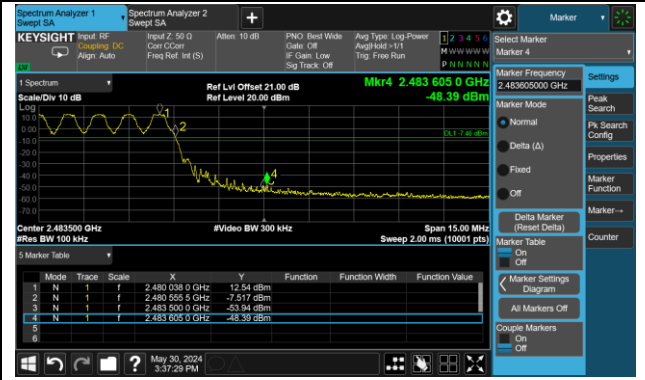 Spectrum Analyzer 1
Swept SA
Spectrum Analyzer 2
Swept SA
+
Marker
KEYSIGHT
Input: RF
Coupling: DC
Align: Auto
Input Z: 50 Ω
Corr CCorr
Freq Ref: Int (S)
Atten: 10 dB
PNO: Best Wide
Gate: Off
IF Gain: Low
Sig Track: Off
Avg Type: Log-Power
Avg|Hold:>1/1
Trig: Free Run
1 2 3 4 5 6
M W W W W W
P N N N N N
Select Marker
Marker 4
1 Spectrum
Scale/Div 10 dB
Log
Ref Lvl Offset 21.00 dB
Ref Level 20.00 dBm
Mkr4 2.483 605 0 GHz
-48.39 dBm
10.0
0.00
-10.0
-20.0
-30.0
-40.0
-50.0
-60.0
-70.0
1
2
4
DL1 -7.46 dBm
Center 2.483500 GHz
#Res BW 100 kHz
#Video BW 300 kHz
Span 15.00 MHz
Sweep 2.00 ms (10001 pts)
5 Marker Table
Mode Trace Scale X Y Function Function Width Function Value
1 N 1 f 2.480 038 0 GHz 12.54 dBm
2 N 1 f 2.480 555 5 GHz -7.517 dBm
3 N 1 f 2.483 500 0 GHz -53.94 dBm
4 N 1 f 2.483 605 0 GHz -48.39 dBm
5
6
Marker Frequency
2.483605000 GHz
Marker Mode
Normal
Delta (Δ)
Fixed
Off
Delta Marker
(Reset Delta)
Marker Table
On
Off
Marker Settings
Diagram
All Markers Off
Couple Markers
On
Off
Settings
Peak
Search
Pk Search
Config
Properties
Marker
Function
Marker→
Counter
?
May 30, 2024
3:37:29 PM